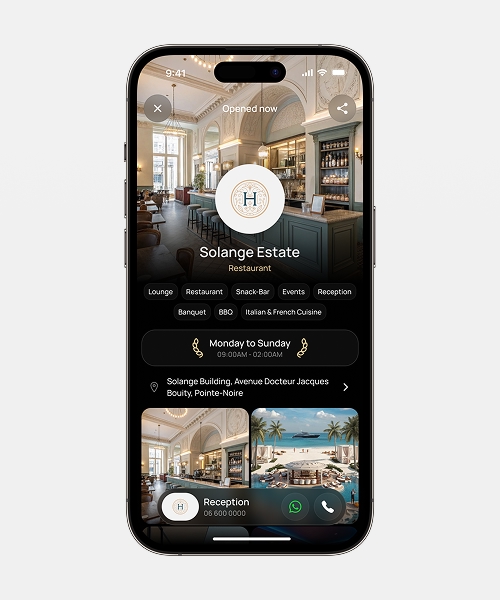 9:41
Opened now
H
Solange Estate
Restaurant
Lounge Restaurant Snack-Bar Events Reception
Banquet BBQ Italian & French Cuisine
Monday to Sunday
09:00AM - 02:00AM
Solange Building, Avenue Docteur Jacques
Bouity, Pointe-Noire
H
Reception
06 600 0000